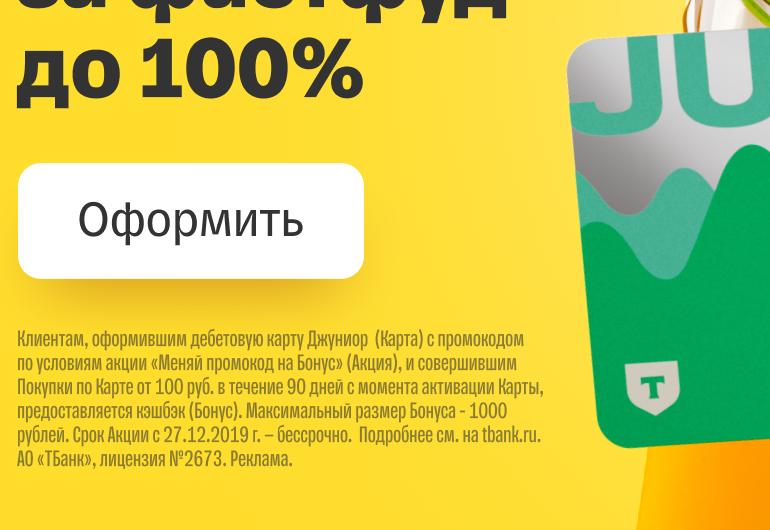 за фастфуд
до 100%
JU
Оформить
Клиентам, оформившим дебетовую карту Джуниор (Карта) с промокодом
по условиям акции «Меняй промокод на Бонус» (Акция), и совершившим
Покупки по Карте от 100 руб. в течение 90 дней с момента активации Карты,
предоставляется кэшбэк (Бонус). Максимальный размер Бонуса - 1000
рублей. Срок Акции с 27.12.2019 г. – бессрочно. Подробнее см. на tbank.ru.
АО «ТБанк», лицензия №2673. Реклама.
Т